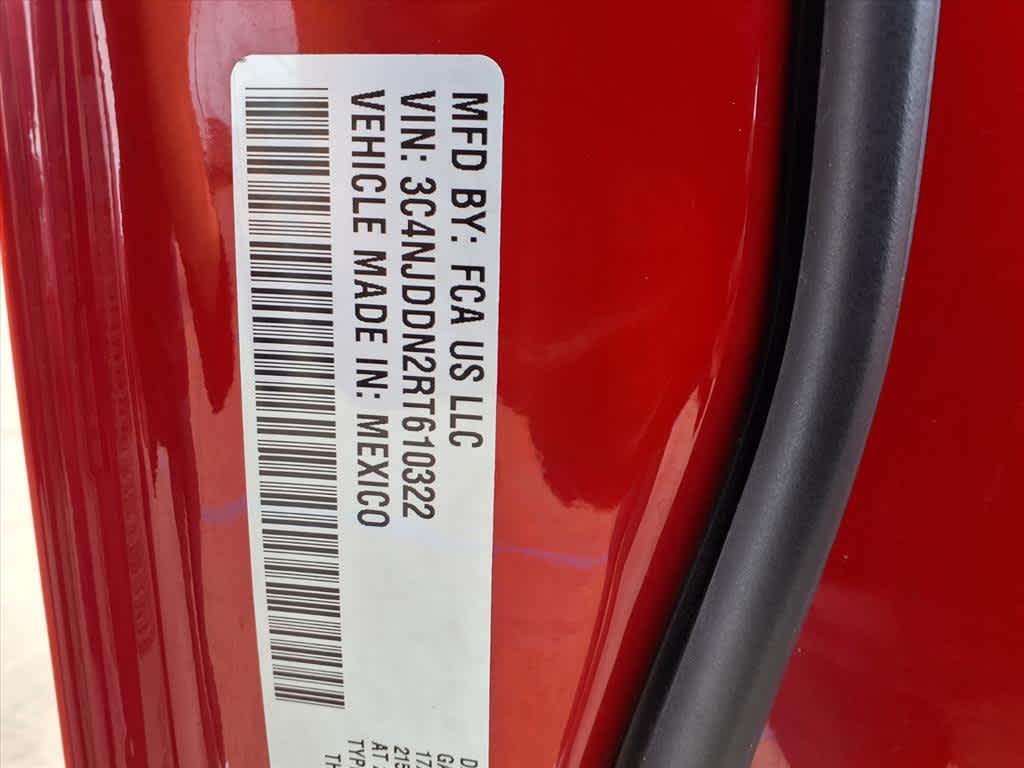 MFD BY: FCA US LLC
VIN: 3C4NJDDN2RT610322
VEHICLE MADE IN: MEXICO